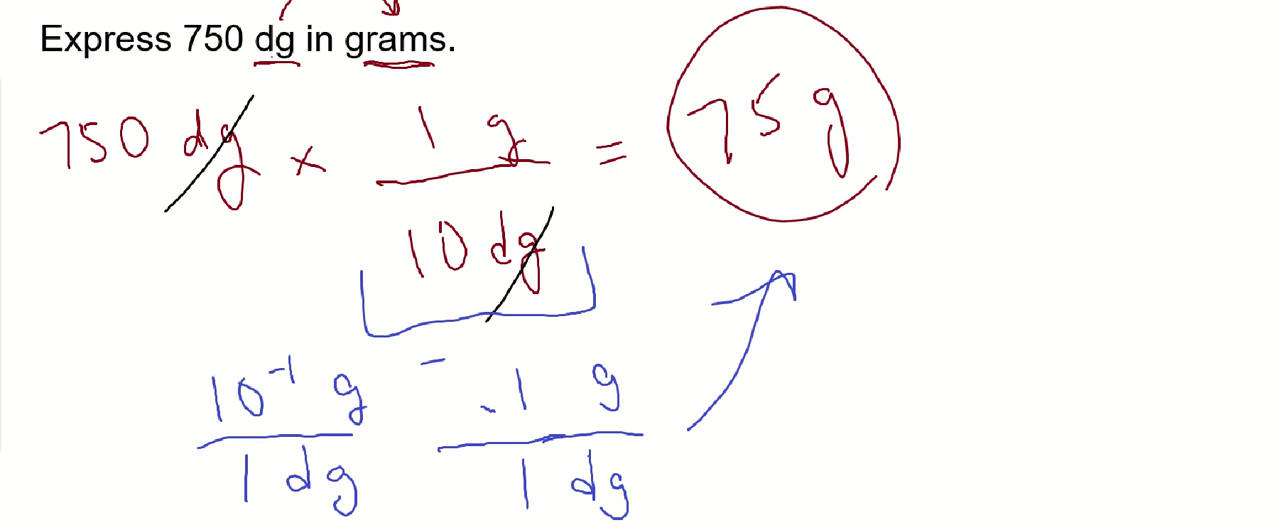 Express 750 dg in grams.
750 dg × 1 g / 10 dg = 75 g
10⁻¹ g / 1 dg = .1 g / 1 dg